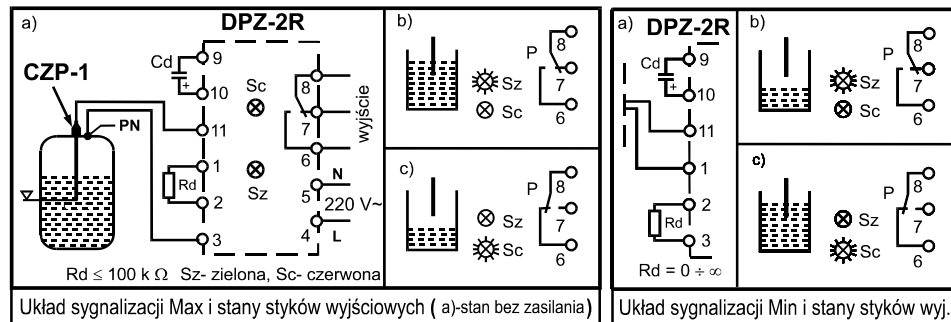 a)
DPZ-2R
CZP-1
Cd
+
9
10
Sc
8
7
wyjście
PN
11
1
Rd
2
Sz
6
N
5
220 V~
4
L
3
Rd ≤ 100 k Ω Sz- zielona, Sc- czerwona
b)
P
8
Sz
7
Sc
6
c)
P
8
Sz
7
Sc
6
Układ sygnalizacji Max i stany styków wyjściowych ( a)-stan bez zasilania)
a)
DPZ-2R
Cd
+
9
10
11
1
2
Rd
3
Rd = 0 ÷ ∞
b)
P
8
Sz
7
Sc
6
c)
P
8
Sz
7
Sc
6
Układ sygnalizacji Min i stany styków wyj.